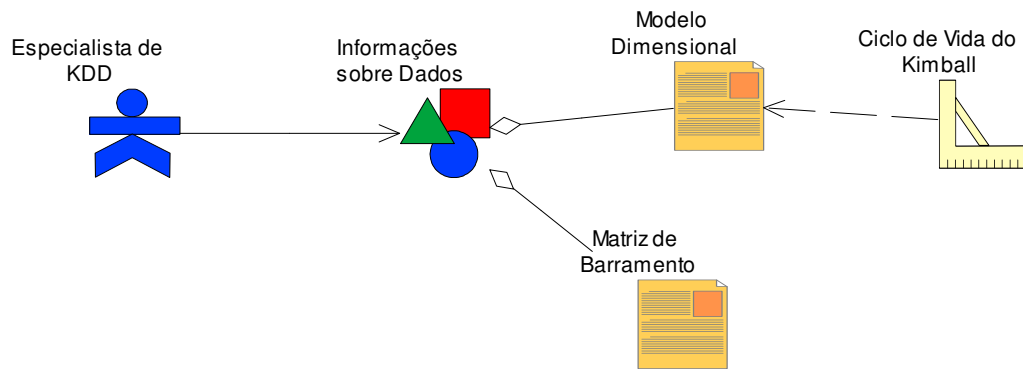 Especialista de
KDD
Informações
sobre Dados
Modelo
Dimensional
Ciclo de Vida do
Kimball
Matriz de
Barramento